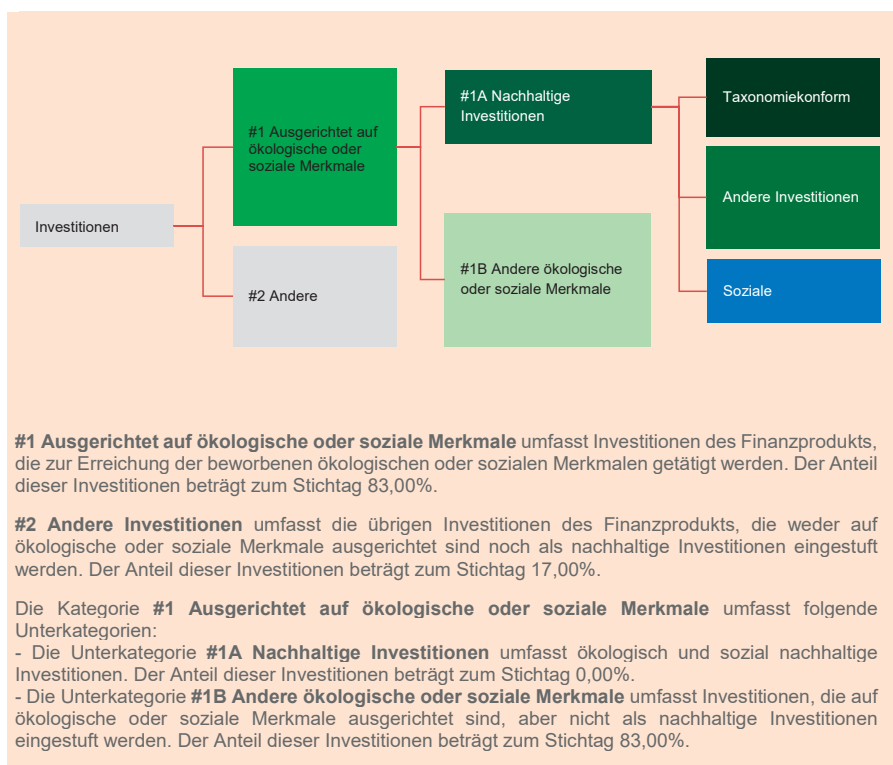 Investitionen
#1 Ausgerichtet auf
ökologische oder
soziale Merkmale
#2 Andere
#1A Nachhaltige
Investitionen
#1B Andere ökologische
oder soziale Merkmale
Taxonomiekonform
Andere Investitionen
Soziale
#1 Ausgerichtet auf ökologische oder soziale Merkmale umfasst Investitionen des Finanzprodukts,
die zur Erreichung der beworbenen ökologischen oder sozialen Merkmalen getätigt werden. Der Anteil
dieser Investitionen beträgt zum Stichtag 83,00%.
#2 Andere Investitionen umfasst die übrigen Investitionen des Finanzprodukts, die weder auf
ökologische oder soziale Merkmale ausgerichtet sind noch als nachhaltige Investitionen eingestuft
werden. Der Anteil dieser Investitionen beträgt zum Stichtag 17,00%.
Die Kategorie #1 Ausgerichtet auf ökologische oder soziale Merkmale umfasst folgende
Unterkategorien:
- Die Unterkategorie #1A Nachhaltige Investitionen umfasst ökologisch und sozial nachhaltige
Investitionen. Der Anteil dieser Investitionen beträgt zum Stichtag 0,00%.
- Die Unterkategorie #1B Andere ökologische oder soziale Merkmale umfasst Investitionen, die auf
ökologische oder soziale Merkmale ausgerichtet sind, aber nicht als nachhaltige Investitionen
eingestuft werden. Der Anteil dieser Investitionen beträgt zum Stichtag 83,00%.